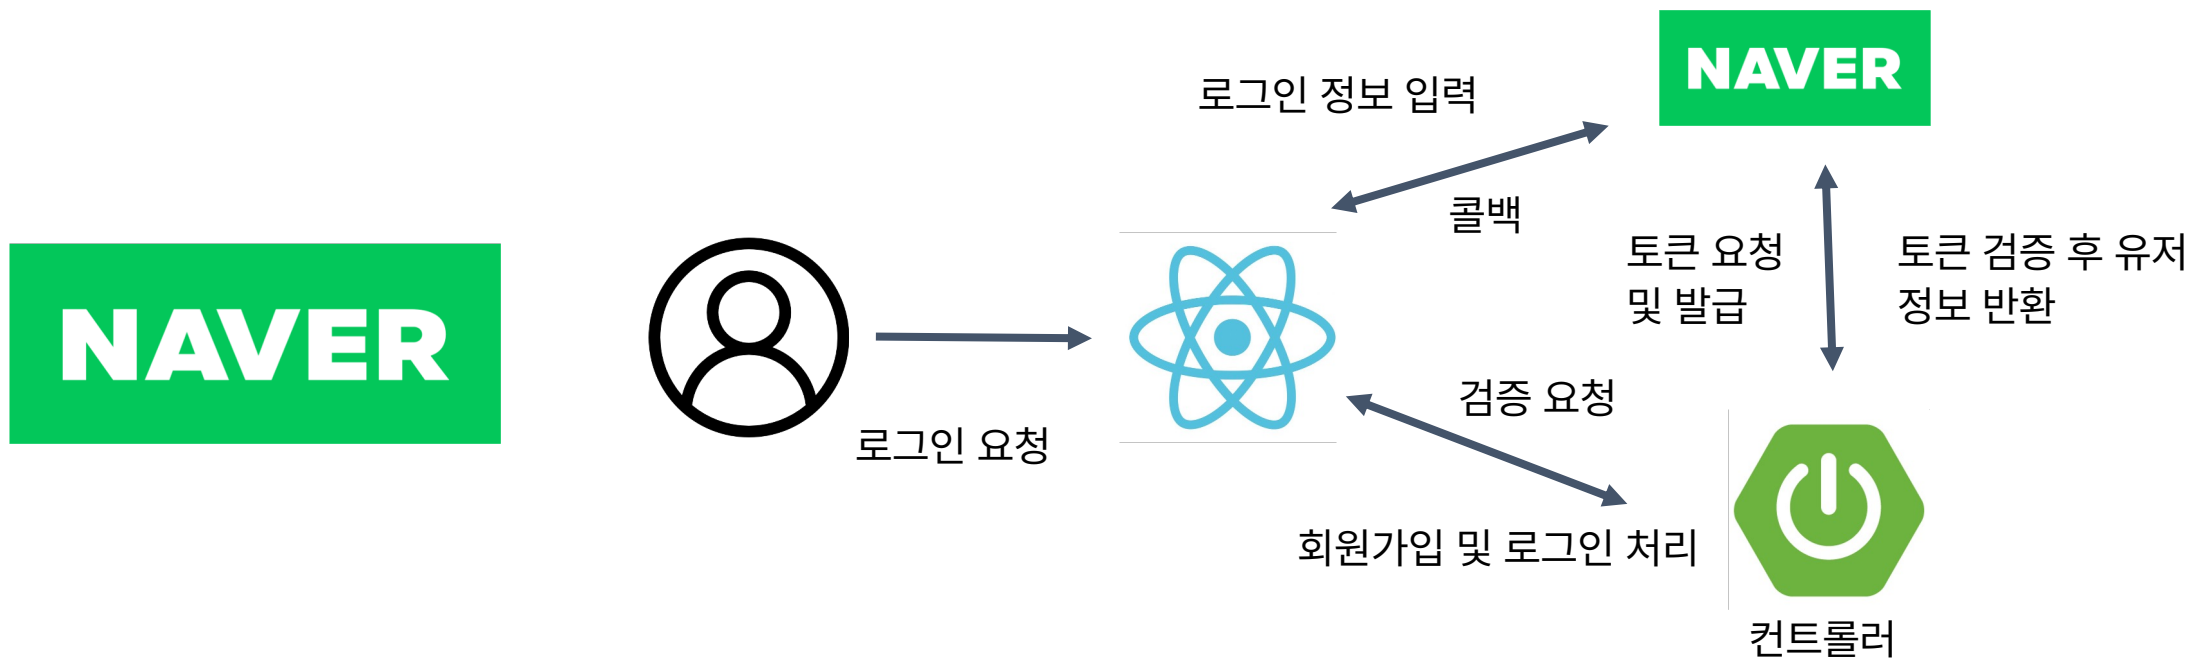 NAVER
로그인 요청
로그인 정보 입력
콜백
NAVER
토큰 요청
및 발급
토큰 검증 후 유저
정보 반환
검증 요청
회원가입 및 로그인 처리
컨트롤러